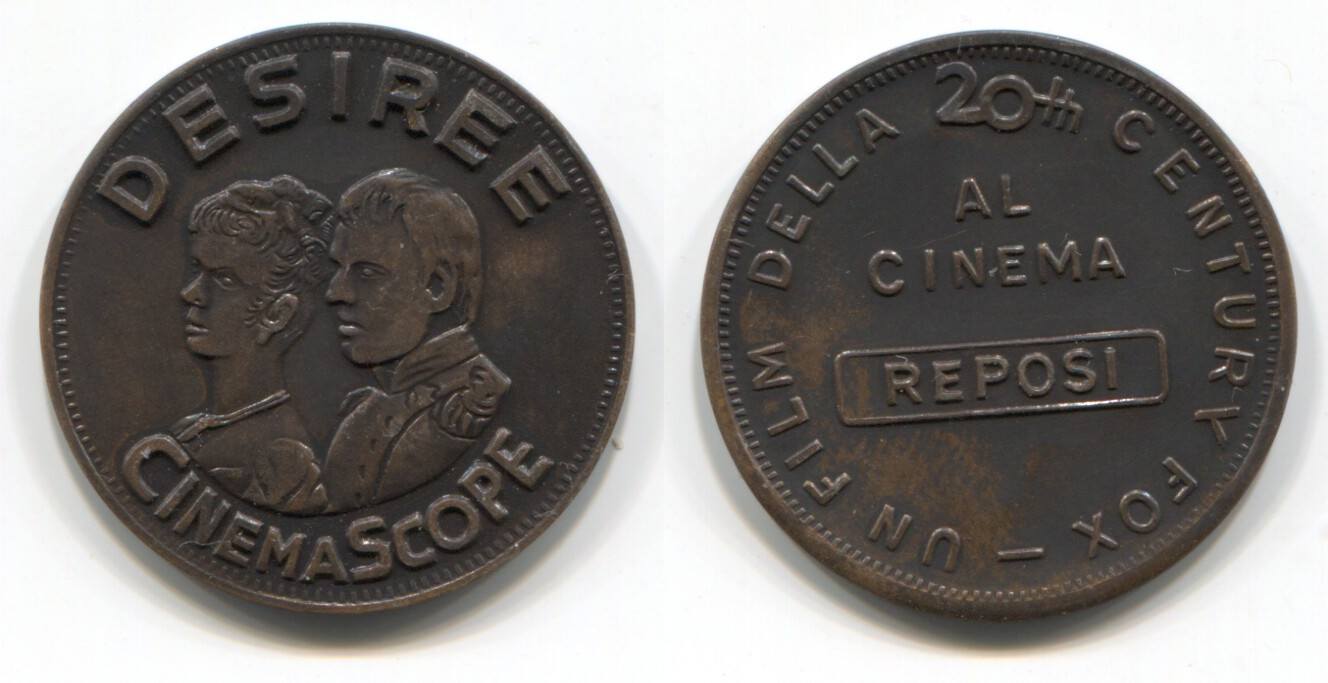 DESIREE
CINEMASCOPE
UN FILM DELLA 20th CENTURY FOX —
AL
CINEMA
REPOSI